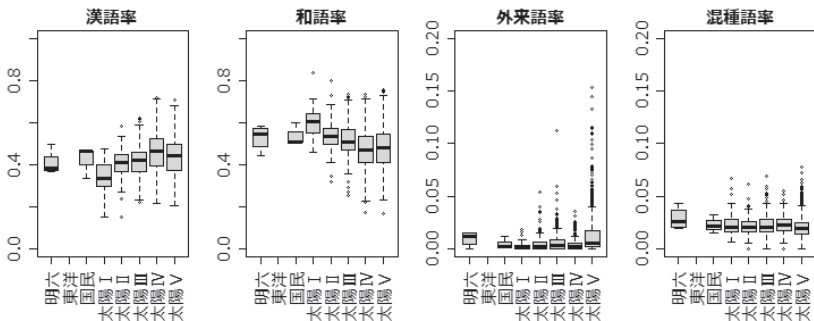 漢語率
0.0 0.4 0.8
明六 東洋 国民 太陽Ⅰ 太陽Ⅱ 太陽Ⅲ 太陽Ⅳ 太陽Ⅴ
和語率
0.0 0.4 0.8
明六 東洋 国民 太陽Ⅰ 太陽Ⅱ 太陽Ⅲ 太陽Ⅳ 太陽Ⅴ
外来語率
0.00 0.05 0.10 0.15 0.20
明六 東洋 国民 太陽Ⅰ 太陽Ⅱ 太陽Ⅲ 太陽Ⅳ 太陽Ⅴ
混種語率
0.00 0.05 0.10 0.15 0.20
明六 東洋 国民 太陽Ⅰ 太陽Ⅱ 太陽Ⅲ 太陽Ⅳ 太陽Ⅴ